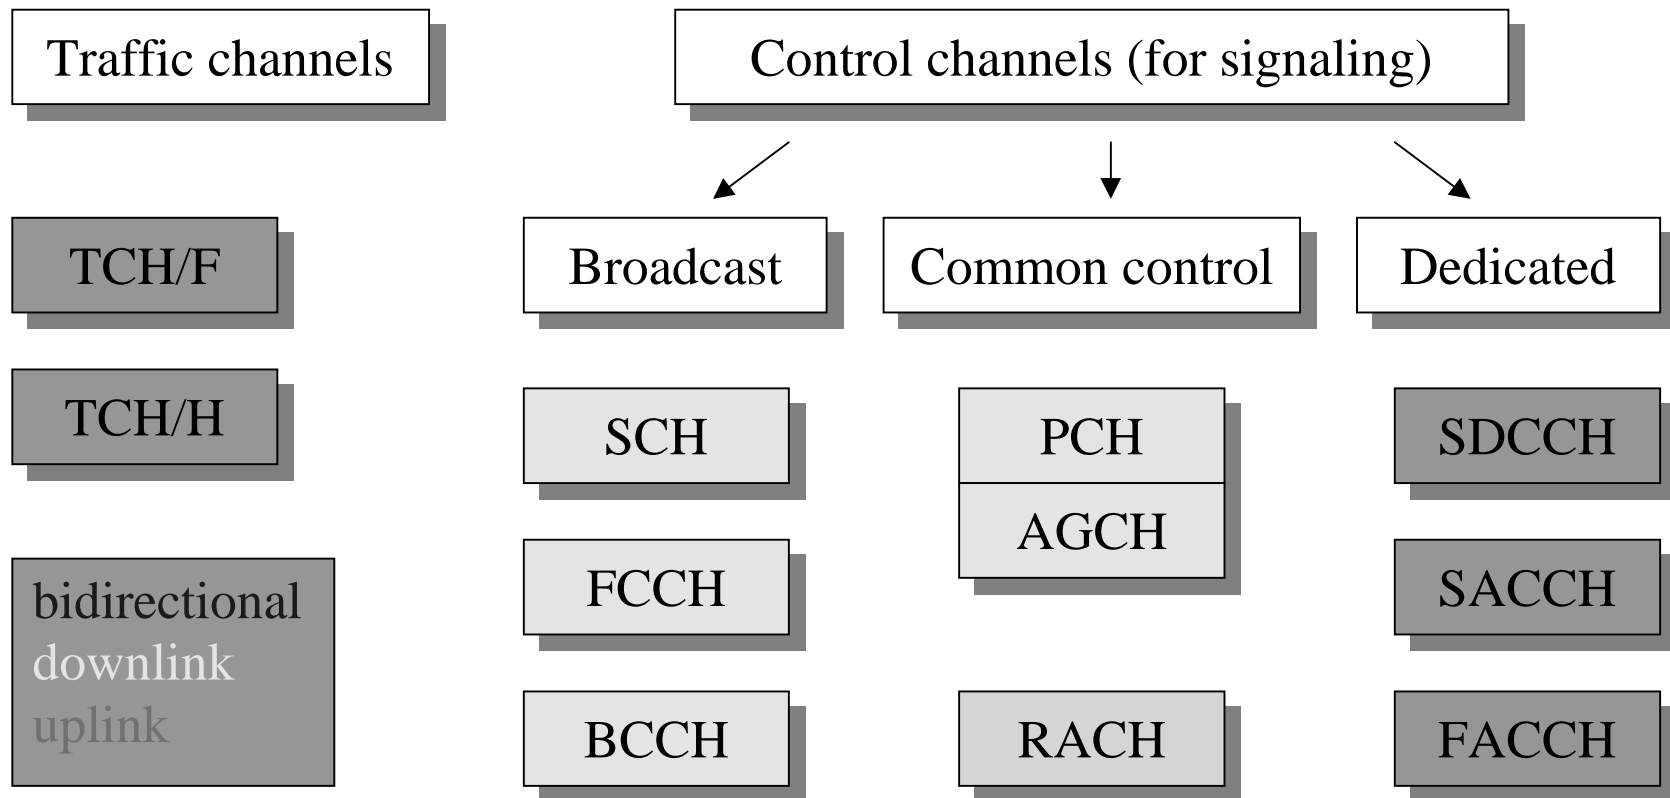 Traffic channels
Control channels (for signaling)
TCH/F
Broadcast
Common control
Dedicated
TCH/H
SCH
PCH
SDCCH
AGCH
FCCH
SACCH
bidirectional
downlink
uplink
BCCH
RACH
FACCH